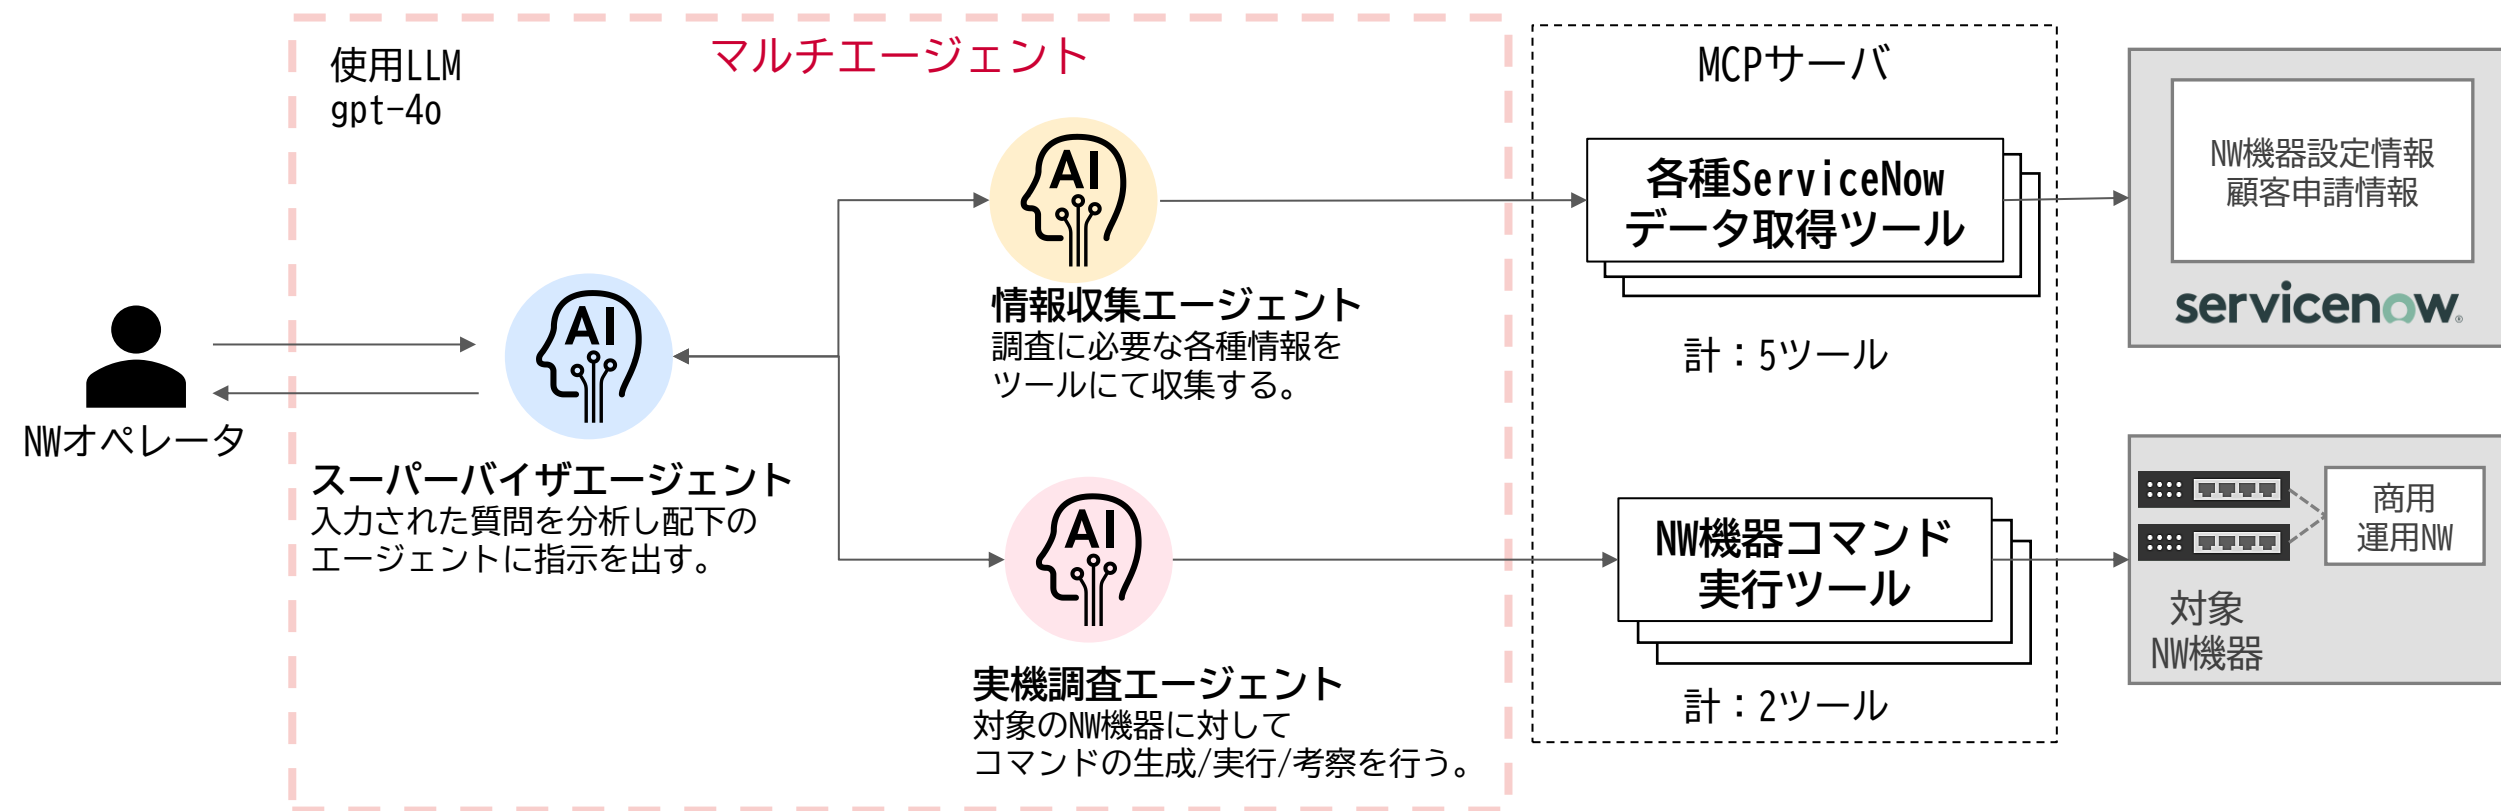 使用LLM
gpt-4o
マルチエージェント
MCPサーバ
AI
AI
AI
NWオペレータ
スーパーバイザエージェント
入力された質問を分析し配下の
エージェントに指示を出す。
情報収集エージェント
調査に必要な各種情報を
ツールにて収集する。
実機調査エージェント
対象のNW機器に対して
コマンドの生成/実行/考察を行う。
各種ServiceNow
データ取得ツール
計：5ツール
NW機器コマンド
実行ツール
計：2ツール
NW機器設定情報
顧客申請情報
servicenow®
商用
運用NW
対象
NW機器